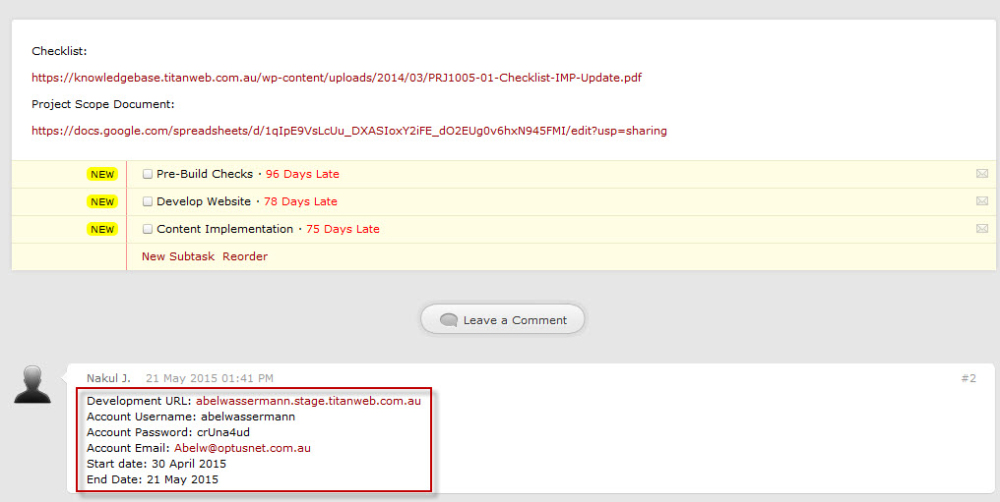 Checklist:
https://knowledgebase.titanweb.com.au/wp-content/uploads/2014/03/PRJ1005-01-Checklist-IMP-Update.pdf
Project Scope Document:
https://docs.google.com/spreadsheets/d/1qIpE9VsLcUu_DXASIoxY2iFE_dO2EUg0v6hxN945FMI/edit?usp=sharing
NEW Pre-Build Checks · 96 Days Late
NEW Develop Website · 78 Days Late
NEW Content Implementation · 75 Days Late
New Subtask Reorder
Leave a Comment
Nakul J. 21 May 2015 01:41 PM #2
Development URL: abelwassermann.stage.titanweb.com.au
Account Username: abelwassermann
Account Password: crUna4ud
Account Email: Abelw@optusnet.com.au
Start date: 30 April 2015
End Date: 21 May 2015